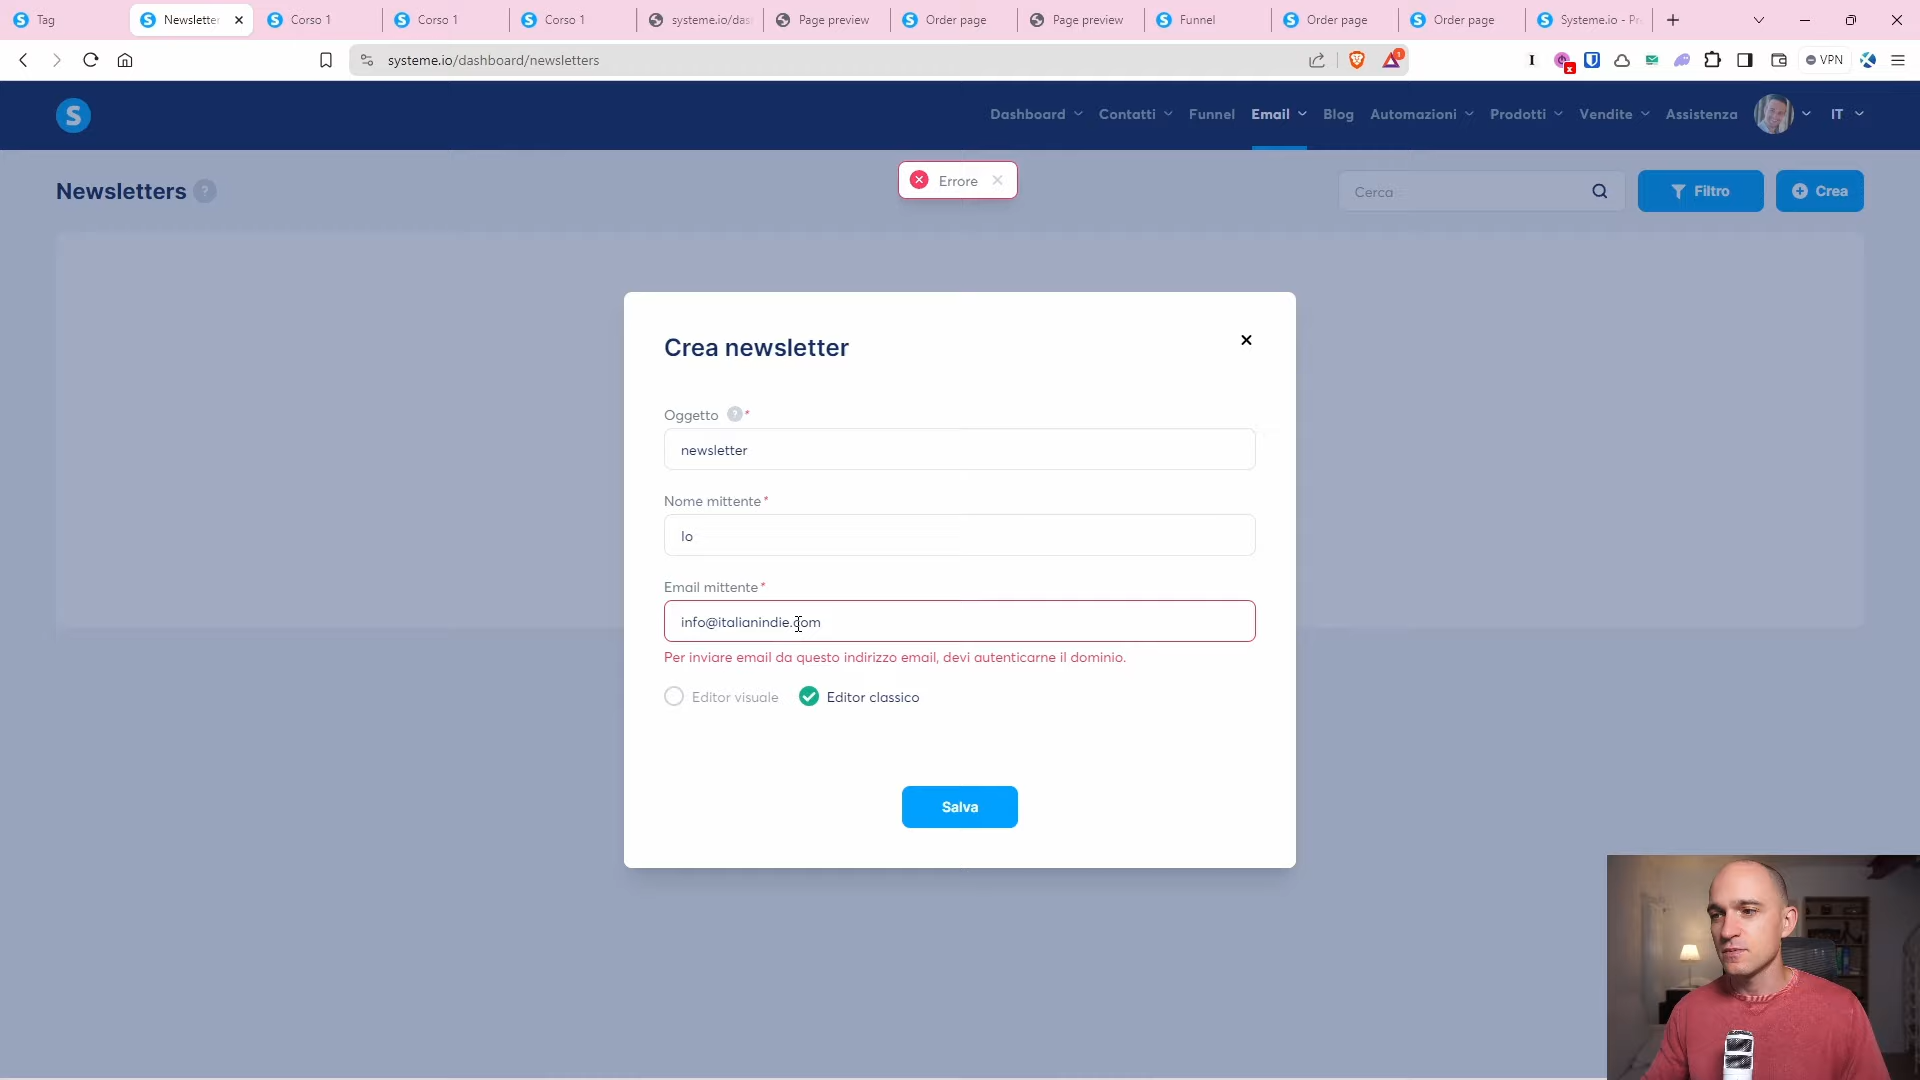 Tag
Newsletter
Corso 1
Corso 1
Corso 1
systeme.io/das
Page preview
Order page
Page preview
Funnel
Order page
Order page
Systeme.io - Pr
systeme.io/dashboard/newsletters
1
VPN
S
Dashboard
Contatti
Funnel
Email
Blog
Automazioni
Prodotti
Vendite
Assistenza
IT
Newsletters ?
Errore
Cerca...
Filtro
Crea
Crea newsletter
Oggetto ? *
newsletter
Nome mittente *
Io
Email mittente *
info@italianindie.com
Per inviare email da questo indirizzo email, devi autenticarne il dominio.
Editor visuale
Editor classico
Salva